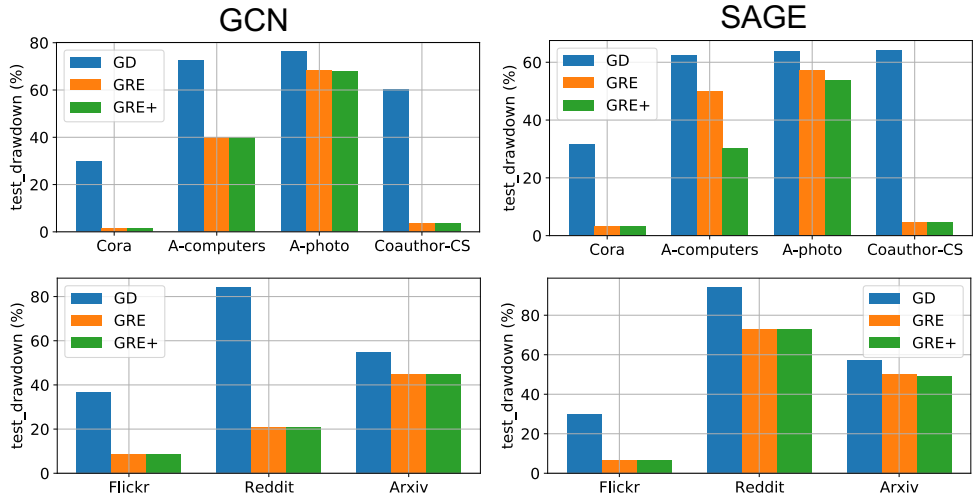 GCN
SAGE
test_drawdown (%)
80
60
40
20
0
GD
GRE
GRE+
Cora A-computers A-photo Coauthor-CS
test_drawdown (%)
60
40
20
0
GD
GRE
GRE+
Cora A-computers A-photo Coauthor-CS
test_drawdown (%)
80
60
40
20
0
GD
GRE
GRE+
Flickr Reddit Arxiv
test_drawdown (%)
80
60
40
20
0
GD
GRE
GRE+
Flickr Reddit Arxiv